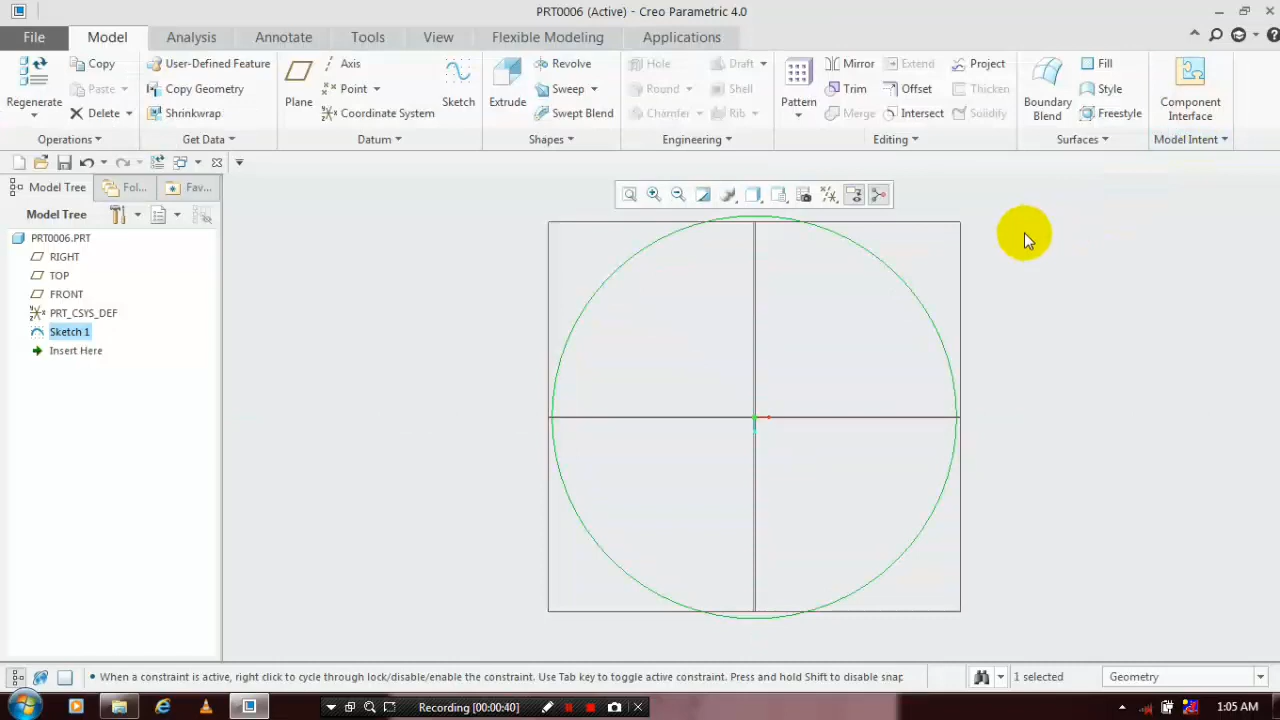 PRT0006 (Active) - Creo Parametric 4.0
File Model Analysis Annotate Tools View Flexible Modeling Applications
Regenerate
Copy
Paste
Delete
Operations
User-Defined Feature
Copy Geometry
Shrinkwrap
Get Data
Plane
Axis
Point
Coordinate System
Sketch
Datum
Extrude
Revolve
Sweep
Swept Blend
Shapes
Hole
Round
Chamfer
Draft
Shell
Rib
Engineering
Pattern
Mirror
Trim
Merge
Extend
Offset
Intersect
Project
Thicken
Solidify
Editing
Boundary
Blend
Fill
Style
Freestyle
Surfaces
Component
Interface
Model Intent
Model Tree Fol... Fav...
Model Tree
PRT0006.PRT
RIGHT
TOP
FRONT
PRT_CSYS_DEF
Sketch 1
Insert Here
• When a constraint is active, right click to cycle through lock/disable/enable the constraint. Use Tab key to toggle active constraint. Press and hold Shift to disable snap
1 selected
Geometry
Recording [00:00:40]
1:05 AM